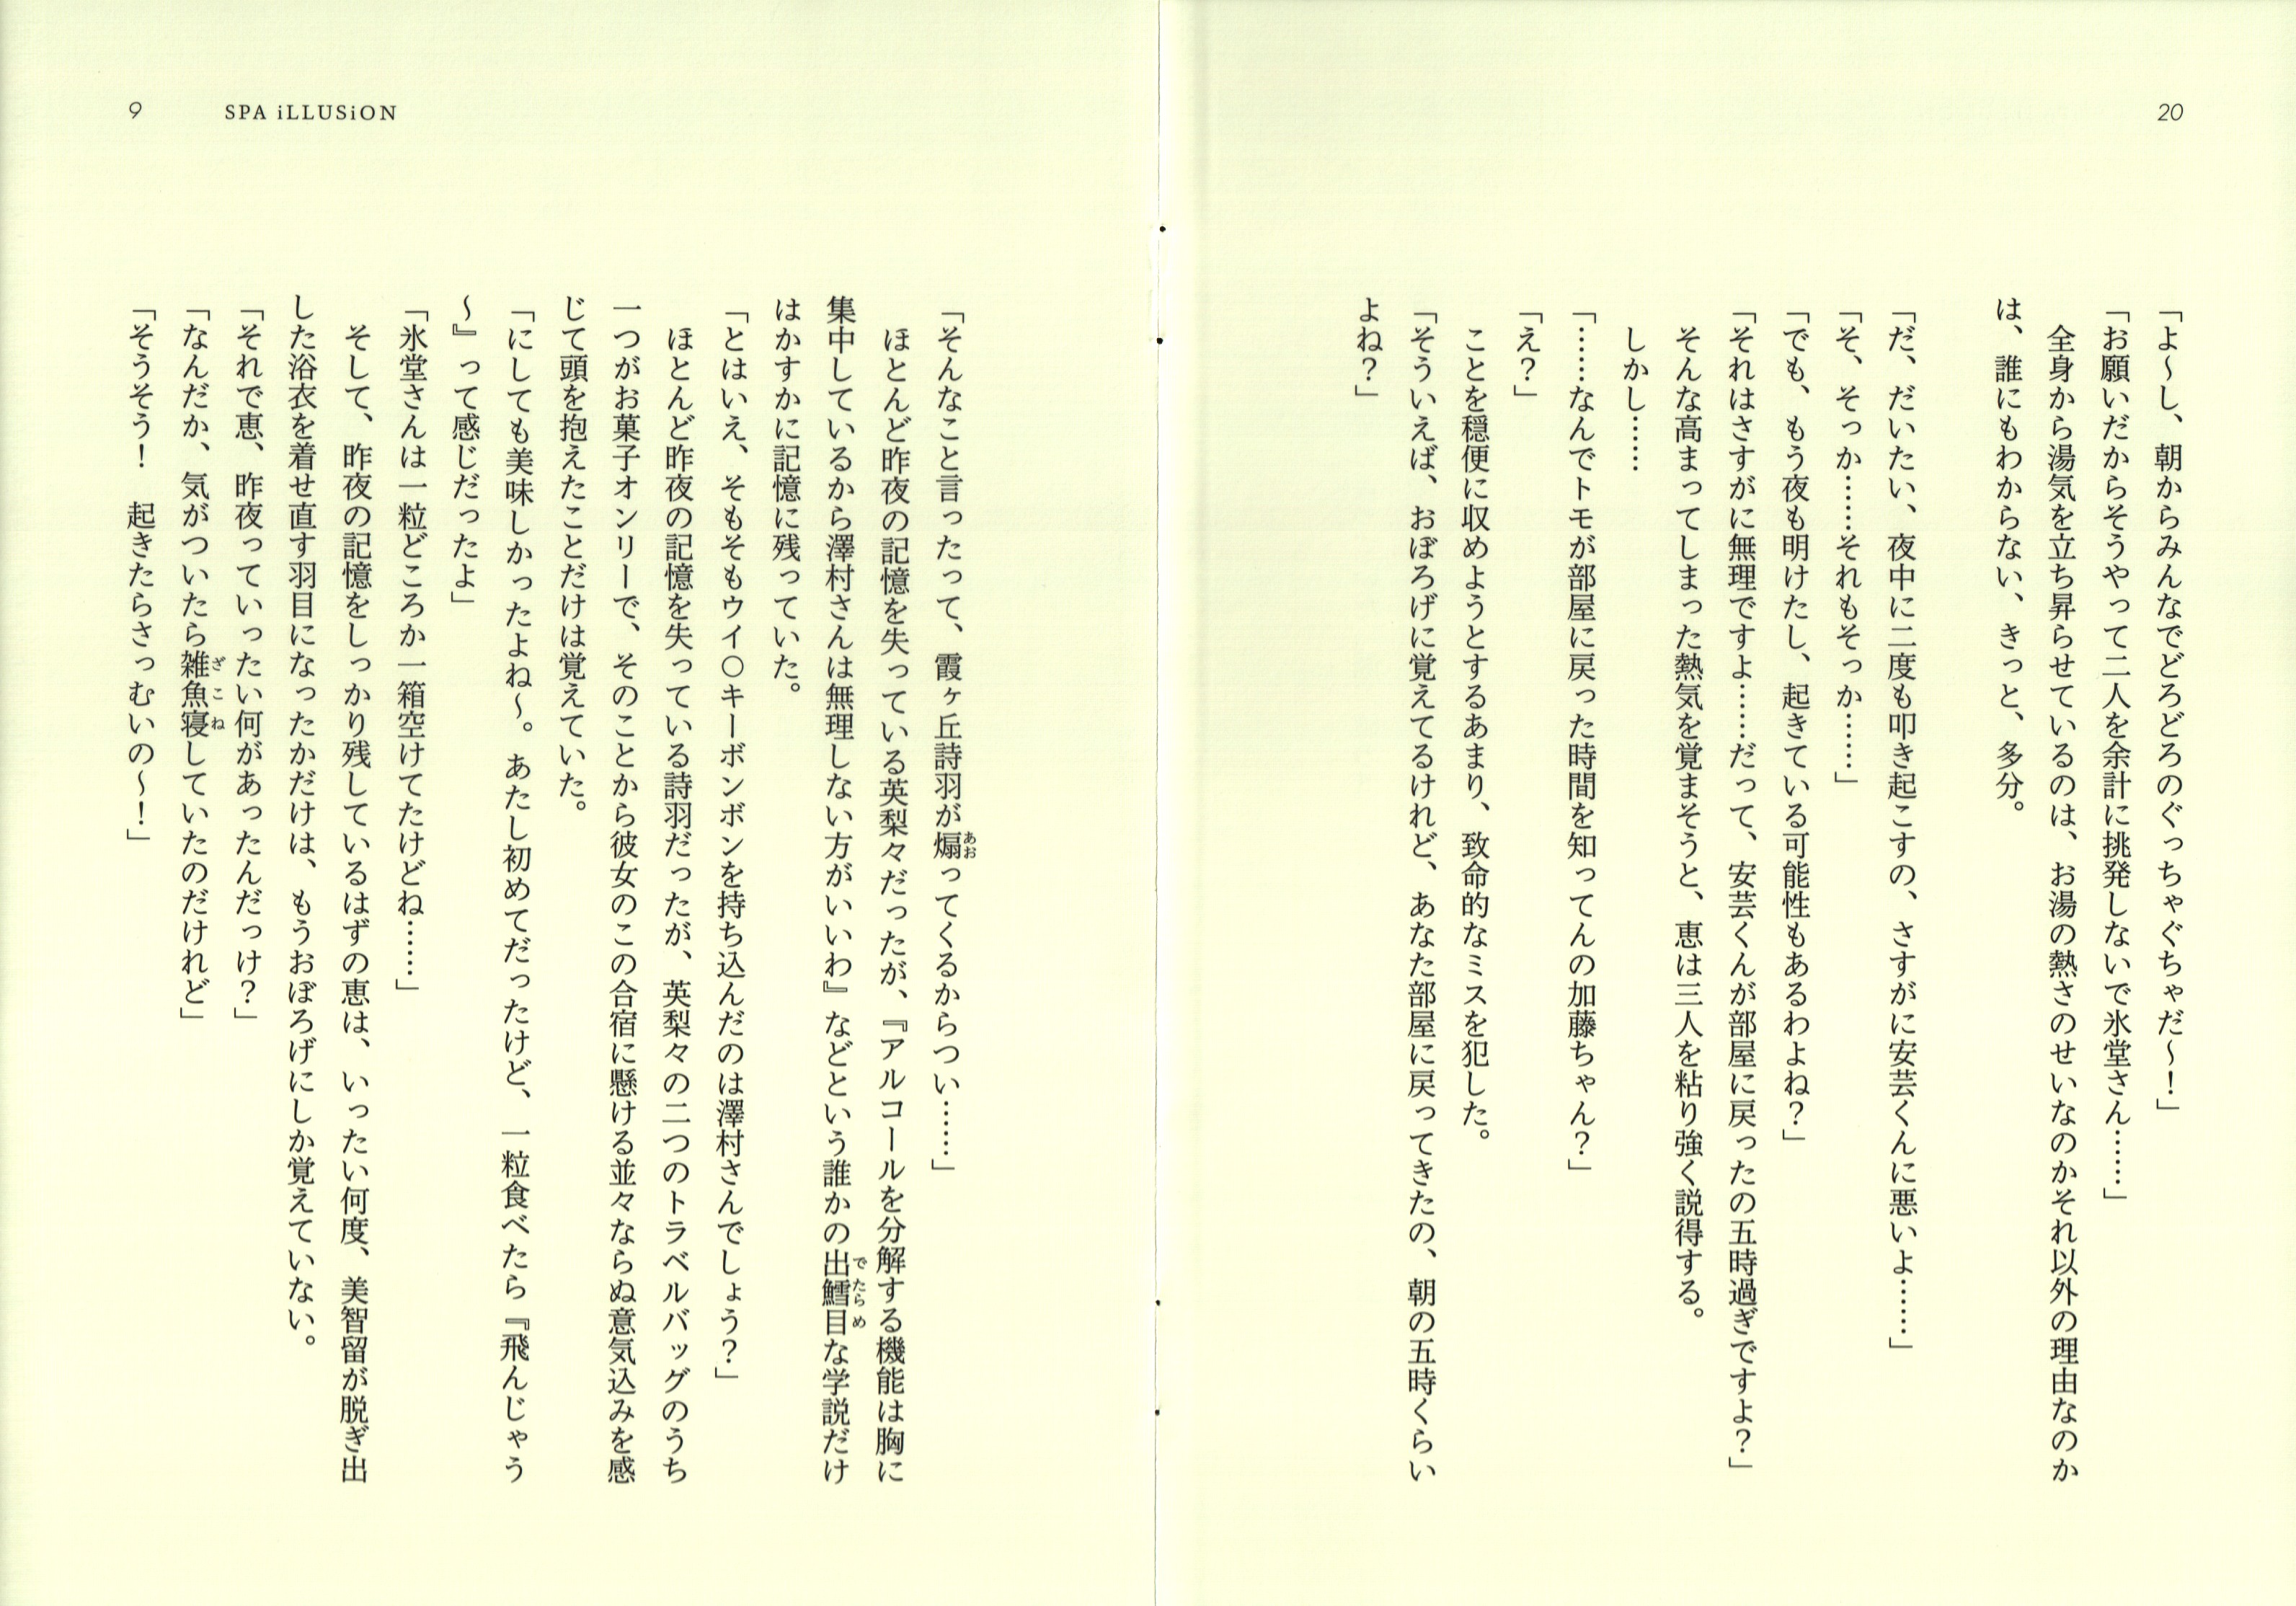 20
「よ～し、朝からみんなでどろどろのぐっちゃぐちゃだ～！」
「お願いだからそうやって二人を余計に挑発しないで氷堂さん……」
　全身から湯気を立ち昇らせているのは、お湯の熱さのせいなのかそれ以外の理由なのか
は、誰にもわからない、きっと、多分。
「だ、だいたい、夜中に二度も叩き起こすの、さすがに安芸くんに悪いよ……」
「そ、そっか……それもそっか……」
「でも、もう夜も明けたし、起きている可能性もあるわよね？」
「それはさすがに無理ですよ……だって、安芸くんが部屋に戻ったの五時過ぎですよ？」
　そんな高まってしまった熱気を覚まそうと、恵は三人を粘り強く説得する。
　しかし……
「……なんでトモが部屋に戻った時間を知ってんの加藤ちゃん？」
「え？」
　ことを穏便に収めようとするあまり、致命的なミスを犯した。
「そういえば、おぼろげに覚えてるけれど、あなた部屋に戻ってきたの、朝の五時くらい
よね？」
9
SPA iLLUSiON
「そんなこと言ったって、霞ヶ丘詩羽が煽あおってくるからつい……」
　ほとんど昨夜の記憶を失っている英梨々だったが、『アルコールを分解する機能は胸に
集中しているから澤村さんは無理しない方がいいわ』などという誰かの出鱈目でたらめな学説だけ
はかすかに記憶に残っていた。
「とはいえ、そもそもウイ○キーボンボンを持ち込んだのは澤村さんでしょう？」
　ほとんど昨夜の記憶を失っている詩羽だったが、英梨々の二つのトラベルバッグのうち
一つがお菓子オンリーで、そのことから彼女のこの合宿に懸ける並々ならぬ意気込みを感
じて頭を抱えたことだけは覚えていた。
「にしても美味しかったよね～。あたし初めてだったけど、一粒食べたら『飛んじゃう
～』って感じだったよ」
「氷堂さんは一粒どころか一箱空けてたけどね……」
　そして、昨夜の記憶をしっかり残しているはずの恵は、いったい何度、美智留が脱ぎ出
した浴衣を着せ直す羽目になったかだけは、もうおぼろげにしか覚えていない。
「それで恵、昨夜っていったい何があったんだっけ？」
「なんだか、気がついたら雑魚寝ざこねしていたのだけれど」
「そうそう！　起きたらさっむいの～！」